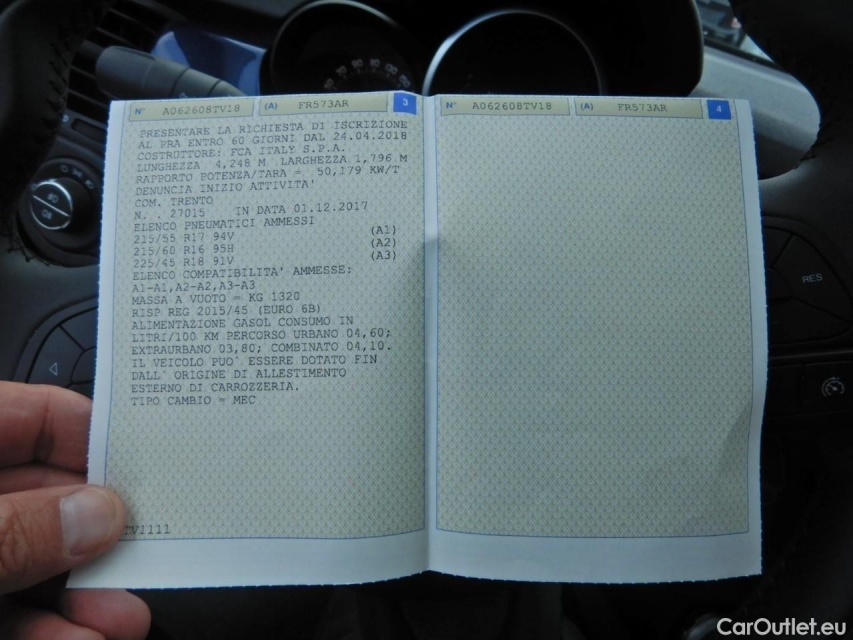 N° A062608TV18 (A) FR573AR 3
PRESENTARE LA RICHIESTA DI ISCRIZIONE
AL PRA ENTRO 60 GIORNI DAL 24.04.2018
COSTRUTTORE: FCA ITALY S.P.A.
LUNGHEZZA 4,248 M LARGHEZZA 1,796 M
RAPPORTO POTENZA/TARA = 50,179 KW/T
DENUNCIA INIZIO ATTIVITA'
COM. TRENTO
N. . 27015 IN DATA 01.12.2017
ELENCO PNEUMATICI AMMESSI
215/55 R17 94V (A1)
215/60 R16 95H (A2)
225/45 R18 91V (A3)
ELENCO COMPATIBILITA' AMMESSE:
A1-A1,A2-A2,A3-A3
MASSA A VUOTO = KG 1320
RISP REG 2015/45 (EURO 6B)
ALIMENTAZIONE GASOL CONSUMO IN
LITRI/100 KM PERCORSO URBANO 04,60;
EXTRAURBANO 03,80; COMBINATO 04,10.
IL VEICOLO PUO` ESSERE DOTATO FIN
DALL` ORIGINE DI ALLESTIMENTO
ESTERNO DI CARROZZERIA.
TIPO CAMBIO = MEC
TV1111
N° A062608TV18 (A) FR573AR 4
RES
CarOutlet.eu